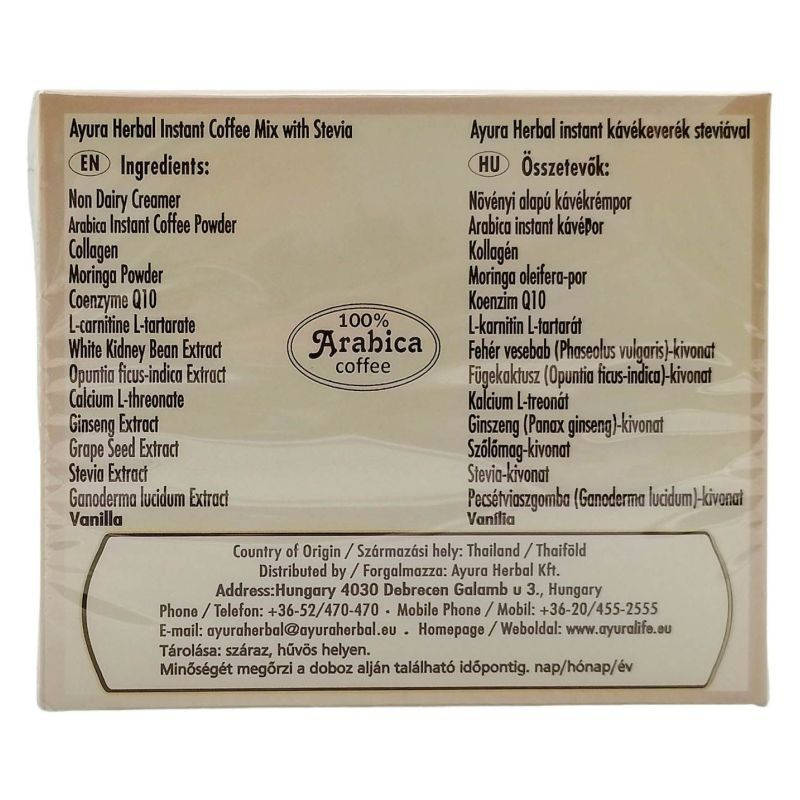 Ayura Herbal Instant Coffee Mix with Stevia
EN Ingredients:
Non Dairy Creamer
Arabica Instant Coffee Powder
Collagen
Moringa Powder
Coenzyme Q10
L-carnitine L-tartarate
White Kidney Bean Extract
Opuntia ficus-indica Extract
Calcium L-threonate
Ginseng Extract
Grape Seed Extract
Stevia Extract
Ganoderma lucidum Extract
Vanilla
100%
Arabica
coffee
Ayura Herbal instant kávékeverék steviával
HU Összetevők:
Növényi alapú kávékrémpor
Arabica instant kávépor
Kollagén
Moringa oleifera-por
Koenzim Q10
L-karnitin L-tartarát
Fehér vesebab (Phaseolus vulgaris)-kivonat
Fügekaktusz (Opuntia ficus-indica)-kivonat
Kalcium L-treonát
Ginszeng (Panax ginseng)-kivonat
Szőlőmag-kivonat
Stevia-kivonat
Pecsétviaszgomba (Ganoderma lucidum)-kivonat
Vanília
Country of Origin / Származási hely: Thailand / Thaiföld
Distributed by / Forgalmazza: Ayura Herbal Kft.
Address:Hungary 4030 Debrecen Galamb u 3., Hungary
Phone / Telefon: +36-52/470-470 • Mobile Phone / Mobil: +36-20/455-2555
E-mail: ayuraherbal@ayuraherbal.eu • Homepage / Weboldal: www.ayuralife.eu
Tárolása: száraz, hűvös helyen.
Minőségét megőrzi a doboz alján található időpontig. nap/hónap/év